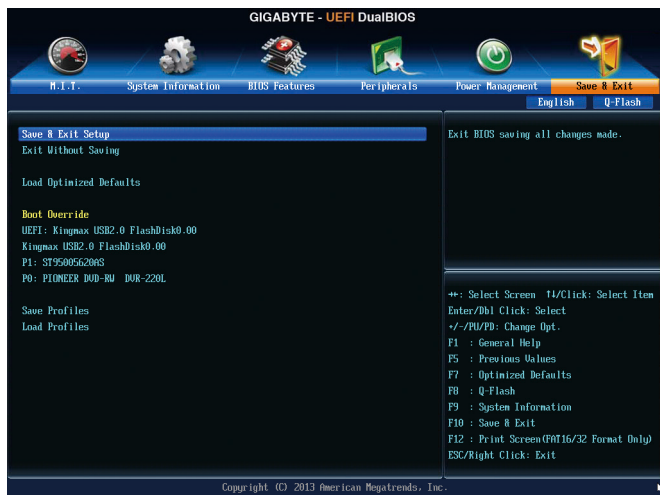 GIGABYTE - UEFI DualBIOS
M.I.T.
System Information
BIOS Features
Peripherals
Power Management
Save & Exit
English
Q-Flash
Save & Exit Setup
Exit Without Saving
Load Optimized Defaults
Boot Override
UEFI: Kingmax USB2.0 FlashDisk0.00
Kingmax USB2.0 FlashDisk0.00
P1: ST95005620AS
P0: PIONEER DVD-RW DVR-220L
Save Profiles
Load Profiles
Exit BIOS saving all changes made.
↔: Select Screen ↑↓/Click: Select Item
Enter/Dbl Click: Select
+/-/PU/PD: Change Opt.
F1 : General Help
F5 : Previous Values
F7 : Optimized Defaults
F8 : Q-Flash
F9 : System Information
F10 : Save & Exit
F12 : Print Screen(FAT16/32 Format Only)
ESC/Right Click: Exit
Copyright (C) 2013 American Megatrends, Inc.